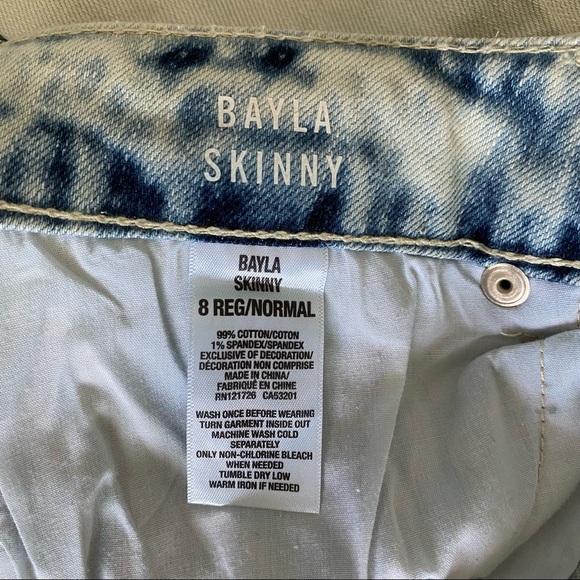 BAYLA
SKINNY
BAYLA
SKINNY
8 REG/NORMAL
99% COTTON/COTON
1% SPANDEX/SPANDEX
EXCLUSIVE OF DECORATION/
DÉCORATION NON COMPRISE
MADE IN CHINA/
FABRIQUÉ EN CHINE
RN121726 CA53201
WASH ONCE BEFORE WEARING
TURN GARMENT INSIDE OUT
MACHINE WASH COLD
SEPARATELY
ONLY NON-CHLORINE BLEACH
WHEN NEEDED
TUMBLE DRY LOW
WARM IRON IF NEEDED